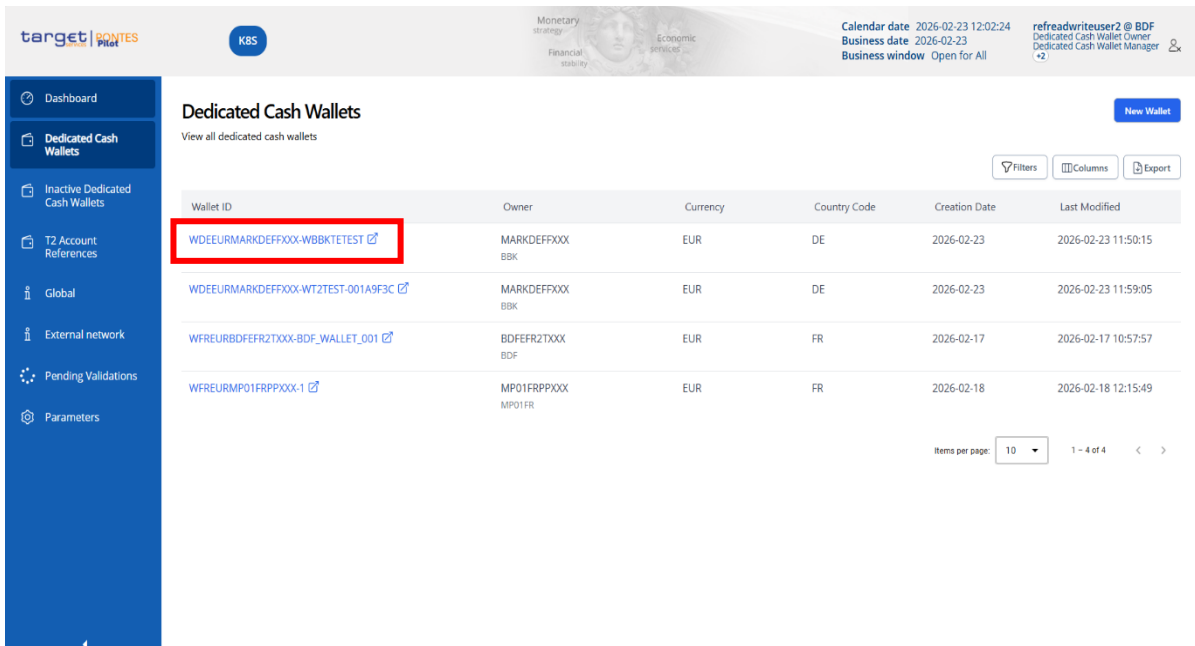 target | PONTES
services Pilot
K8S
Monetary
strategy
Economic
services
Financial
stability
Calendar date 2026-02-23 12:02:24
Business date 2026-02-23
Business window Open for All
refreadwriteuser2 @ BDF
Dedicated Cash Wallet Owner
Dedicated Cash Wallet Manager
+2
Dashboard
Dedicated Cash
Wallets
Inactive Dedicated
Cash Wallets
T2 Account
References
Global
External network
Pending Validations
Parameters
Dedicated Cash Wallets
New Wallet
View all dedicated cash wallets
Filters Columns Export
Wallet ID Owner Currency Country Code Creation Date Last Modified
WDEEURMARKDEFFXXX-WBBKTETEST MARKDEFFXXX EUR DE 2026-02-23 2026-02-23 11:50:15
BBK
WDEEURMARKDEFFXXX-WT2TEST-001A9F3C MARKDEFFXXX EUR DE 2026-02-23 2026-02-23 11:59:05
BBK
WFREURBDFEFR2TXXX-BDF_WALLET_001 BDFEFR2TXXX EUR FR 2026-02-17 2026-02-17 10:57:57
BDF
WFREURMP01FRPPXXX-1 MP01FRPPXXX EUR FR 2026-02-18 2026-02-18 12:15:49
MP01FR
Items per page: 10 1 – 4 of 4